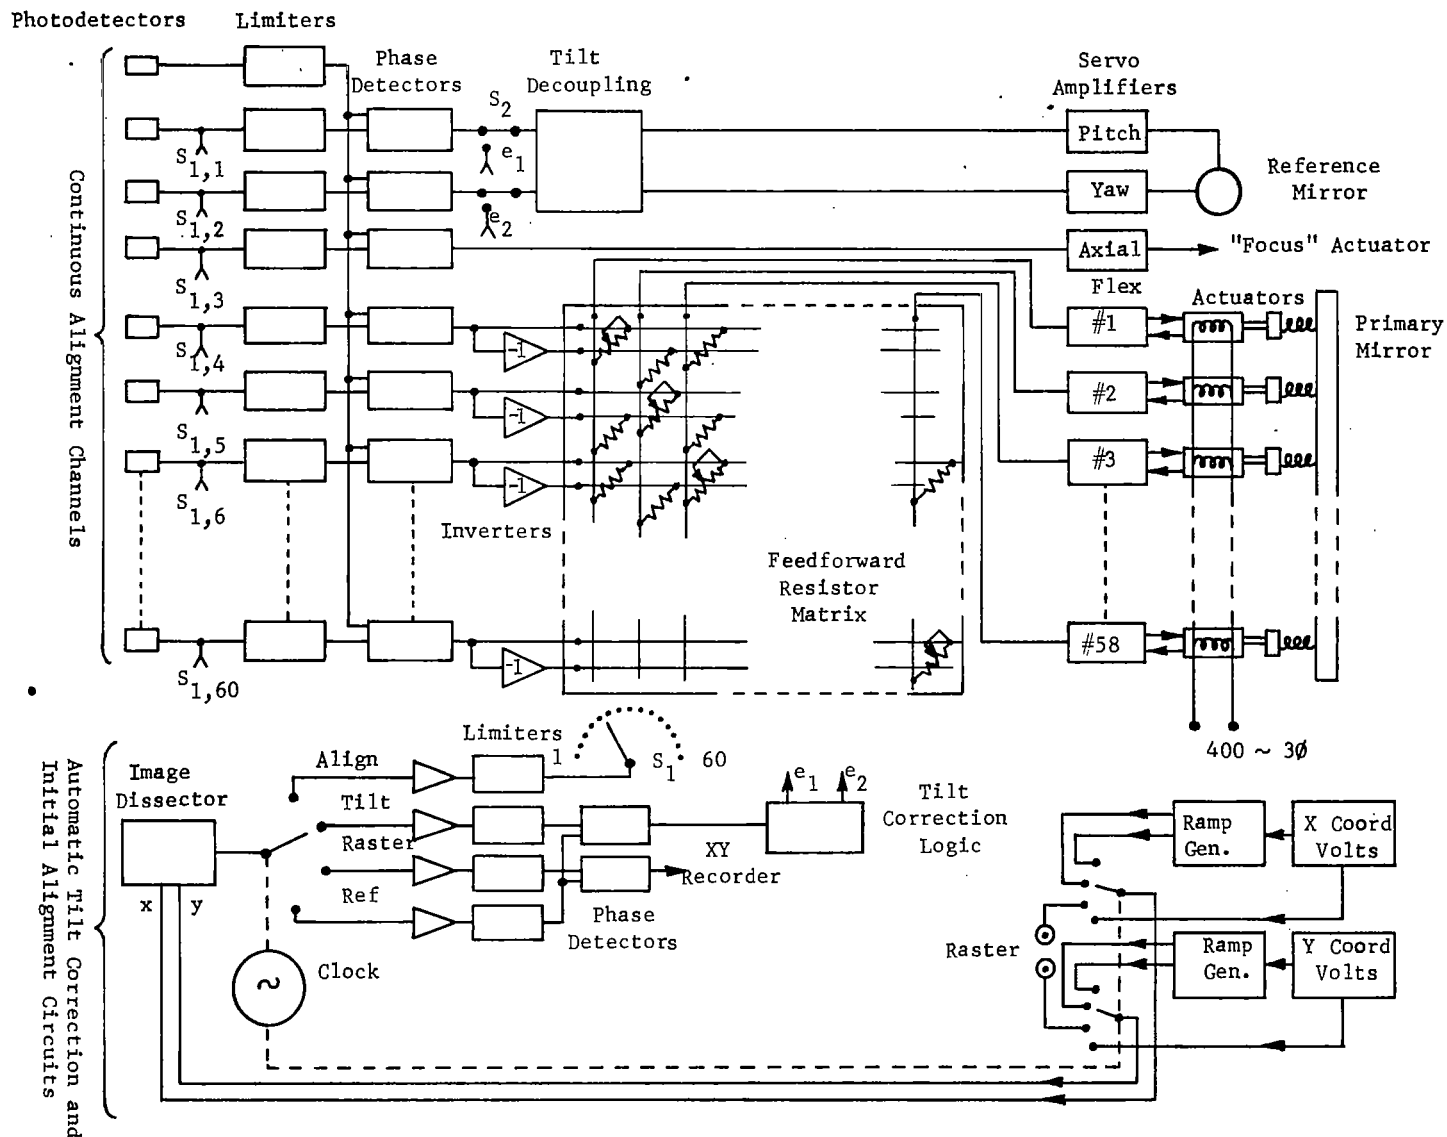 Photodetectors
Limiters
Phase
Detectors
Tilt
Decoupling
Servo
Amplifiers
S2
e1
e2
S1,1
S1,2
S1,3
S1,4
S1,5
S1,6
S1,60
Continuous Alignment Channels
Pitch
Yaw
Axial
Reference
Mirror
"Focus" Actuator
Flex
Actuators
#1
#2
#3
#58
Primary
Mirror
-1
-1
-1
-1
Inverters
Feedforward
Resistor
Matrix
400 ~ 3Ø
Automatic Tilt Correction and
Initial Alignment Circuits
Image
Dissector
x
y
Align
Tilt
Raster
Ref
Clock
~
Limiters
1
S1
60
e1
e2
XY
Recorder
Phase
Detectors
Tilt
Correction
Logic
Raster
Ramp
Gen.
X Coord
Volts
Ramp
Gen.
Y Coord
Volts